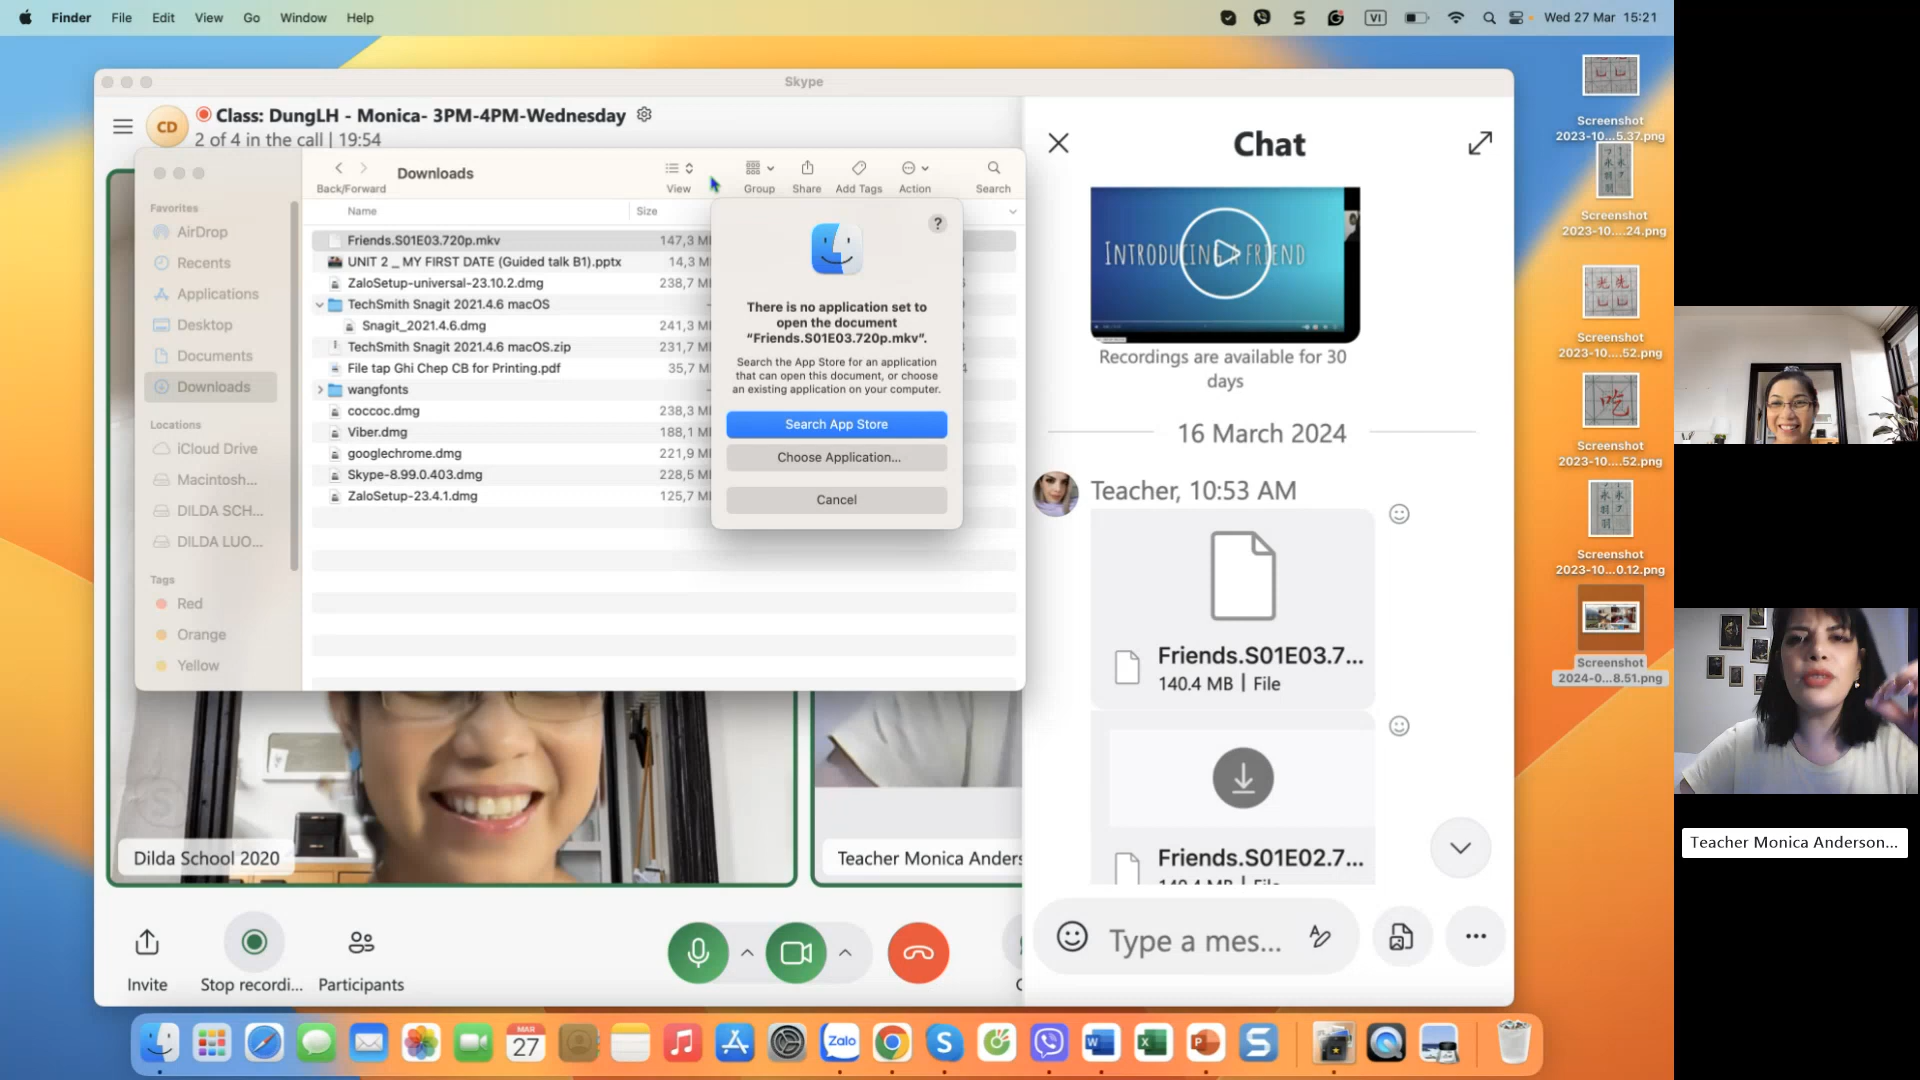 Finder File Edit View Go Window Help
VI Wed 27 Mar 15:21
Skype
CD
Class: DungLH - Monica- 3PM-4PM-Wednesday
2 of 4 in the call | 19:54
Back/Forward
Downloads
View
Group
Share
Add Tags
Action
Search
Favorites
AirDrop
Recents
Applications
Desktop
Documents
Downloads
Locations
iCloud Drive
Macintosh...
DILDA SCH...
DILDA LUO...
Tags
Red
Orange
Yellow
Name Size
Friends.S01E03.720p.mkv 147,3 M
UNIT 2 _ MY FIRST DATE (Guided talk B1).pptx 14,3 M
ZaloSetup-universal-23.10.2.dmg 238,7 M
TechSmith Snagit 2021.4.6 macOS
Snagit_2021.4.6.dmg 241,3 M
TechSmith Snagit 2021.4.6 macOS.zip 231,7 M
File tap Ghi Chep CB for Printing.pdf 35,7 M
wangfonts
coccoc.dmg 238,3 M
Viber.dmg 188,1 M
googlechrome.dmg 221,9 M
Skype-8.99.0.403.dmg 228,5 M
ZaloSetup-23.4.1.dmg 125,7 M
?
There is no application set to
open the document
“Friends.S01E03.720p.mkv”.
Search the App Store for an application
that can open this document, or choose
an existing application on your computer.
Search App Store
Choose Application...
Cancel
Chat
INTRODUCING A FRIEND
Recordings are available for 30
days
16 March 2024
Teacher, 10:53 AM
Friends.S01E03.7...
140.4 MB | File
Friends.S01E02.7...
140.4 MB | File
Type a mes...
Dilda School 2020
Teacher Monica Anders
Invite
Stop recordi...
Participants
Screenshot
2023-10...5.37.png
Screenshot
2023-10....24.png
Screenshot
2023-10....52.png
吃
Screenshot
2023-10....52.png
Screenshot
2023-10...0.12.png
Screenshot
2024-0...8.51.png
Teacher Monica Anderson...
MAR
27
Zalo